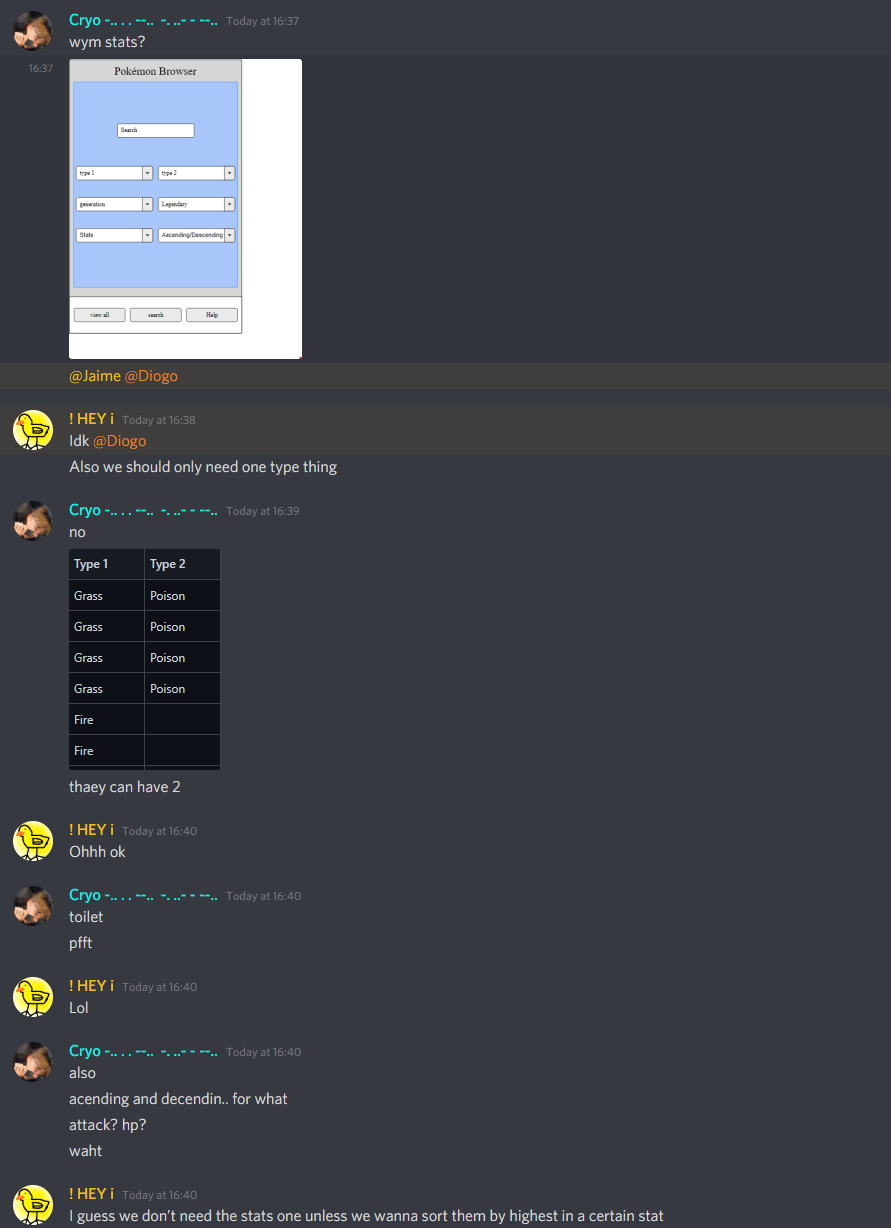 Cryo -.. . . --.. -. ..- - --.. Today at 16:37
wym stats?
16:37
Pokémon Browser
Search
type 1 type 2
generation Legendary
Stats Ascending/Descending
view all search Help
@Jaime @Diogo
! HEY i Today at 16:38
Idk @Diogo
Also we should only need one type thing
Cryo -.. . . --.. -. ..- - --.. Today at 16:39
no
Type 1 Type 2
Grass Poison
Grass Poison
Grass Poison
Grass Poison
Fire
Fire
thaey can have 2
! HEY i Today at 16:40
Ohhh ok
Cryo -.. . . --.. -. ..- - --.. Today at 16:40
toilet
pfft
! HEY i Today at 16:40
Lol
Cryo -.. . . --.. -. ..- - --.. Today at 16:40
also
acending and decendin.. for what
attack? hp?
waht
! HEY i Today at 16:40
I guess we don't need the stats one unless we wanna sort them by highest in a certain stat